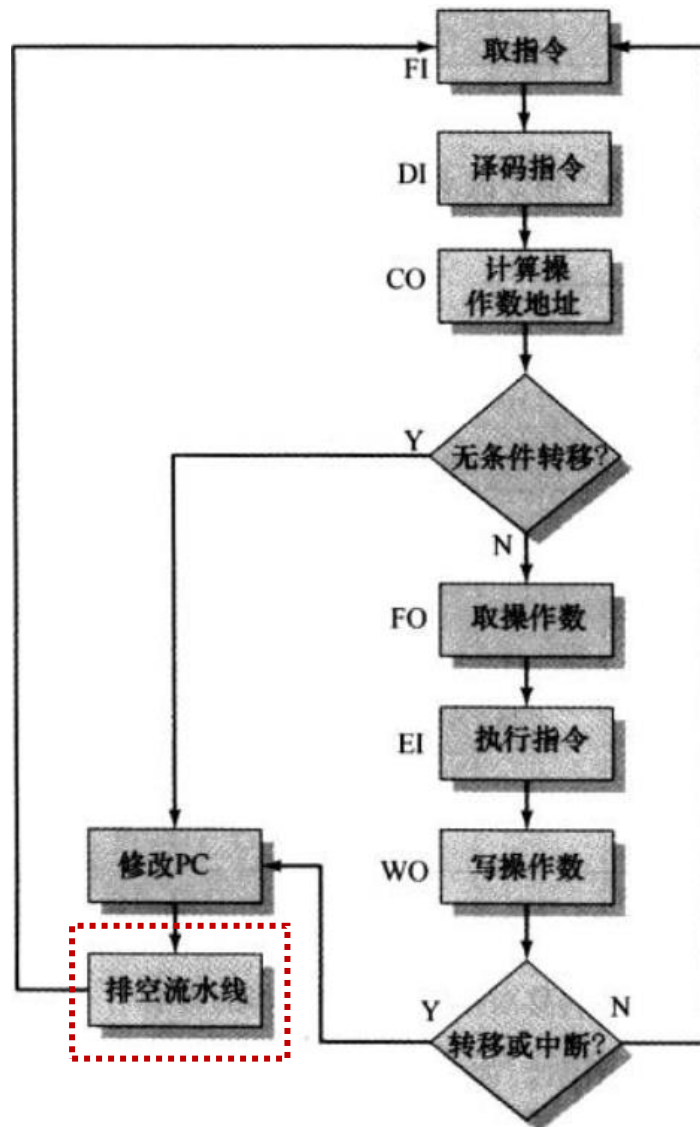 取指令
FI
DI
译码指令
CO
计算操
作数地址
Y
无条件转移?
N
FO
取操作数
EI
执行指令
修改PC
WO
写操作数
排空流水线
Y
转移或中断?
N